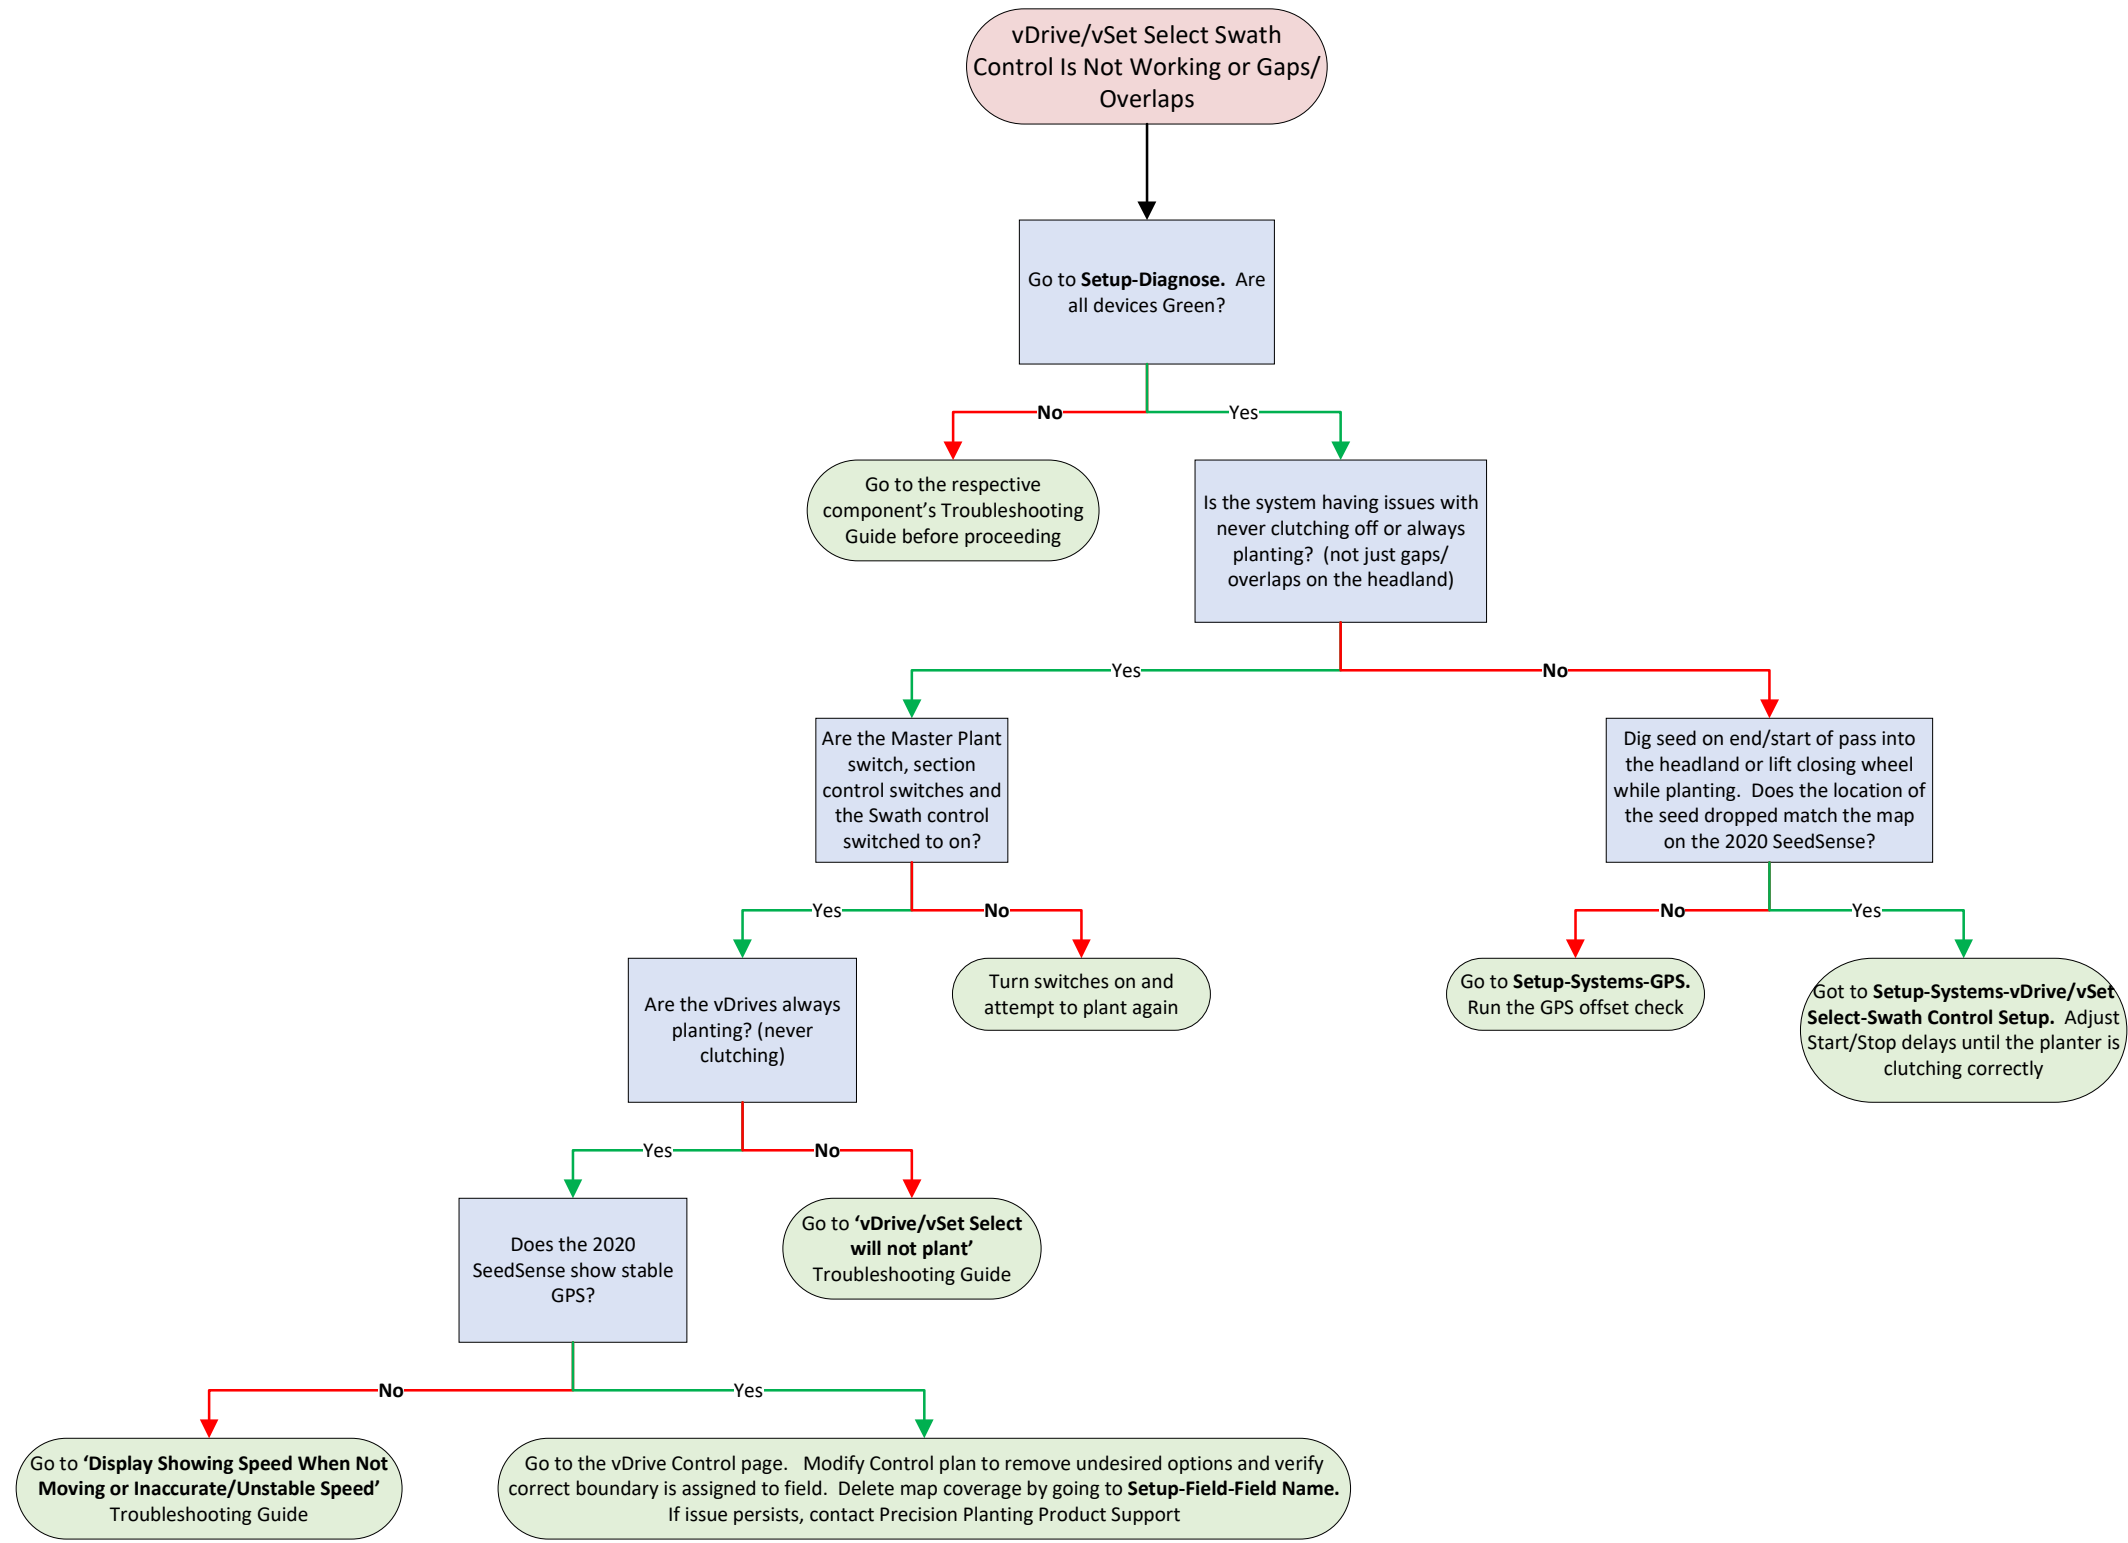 vDrive/vSet Select Swath
Control Is Not Working or Gaps/
Overlaps
Go to Setup-Diagnose.  Are
all devices Green?
No
Yes
Go to the respective
component’s Troubleshooting
Guide before proceeding
Is the system having issues with
never clutching off or always
planting?  (not just gaps/
overlaps on the headland)
Yes
No
Are the Master Plant
switch, section
control switches and
the Swath control
switched to on?
Dig seed on end/start of pass into
the headland or lift closing wheel
while planting.  Does the location of
the seed dropped match the map
on the 2020 SeedSense?
Yes
No
No
Yes
Are the vDrives always
planting? (never
clutching)
Turn switches on and
attempt to plant again
Go to Setup-Systems-GPS.
Run the GPS offset check
Got to Setup-Systems-vDrive/vSet
Select-Swath Control Setup.  Adjust
Start/Stop delays until the planter is
clutching correctly
Yes
No
Does the 2020
SeedSense show stable
GPS?
Go to ‘vDrive/vSet Select
will not plant’
Troubleshooting Guide
No
Yes
Go to ‘Display Showing Speed When Not
Moving or Inaccurate/Unstable Speed’
Troubleshooting Guide
Go to the vDrive Control page.   Modify Control plan to remove undesired options and verify
correct boundary is assigned to field.  Delete map coverage by going to Setup-Field-Field Name.
If issue persists, contact Precision Planting Product Support